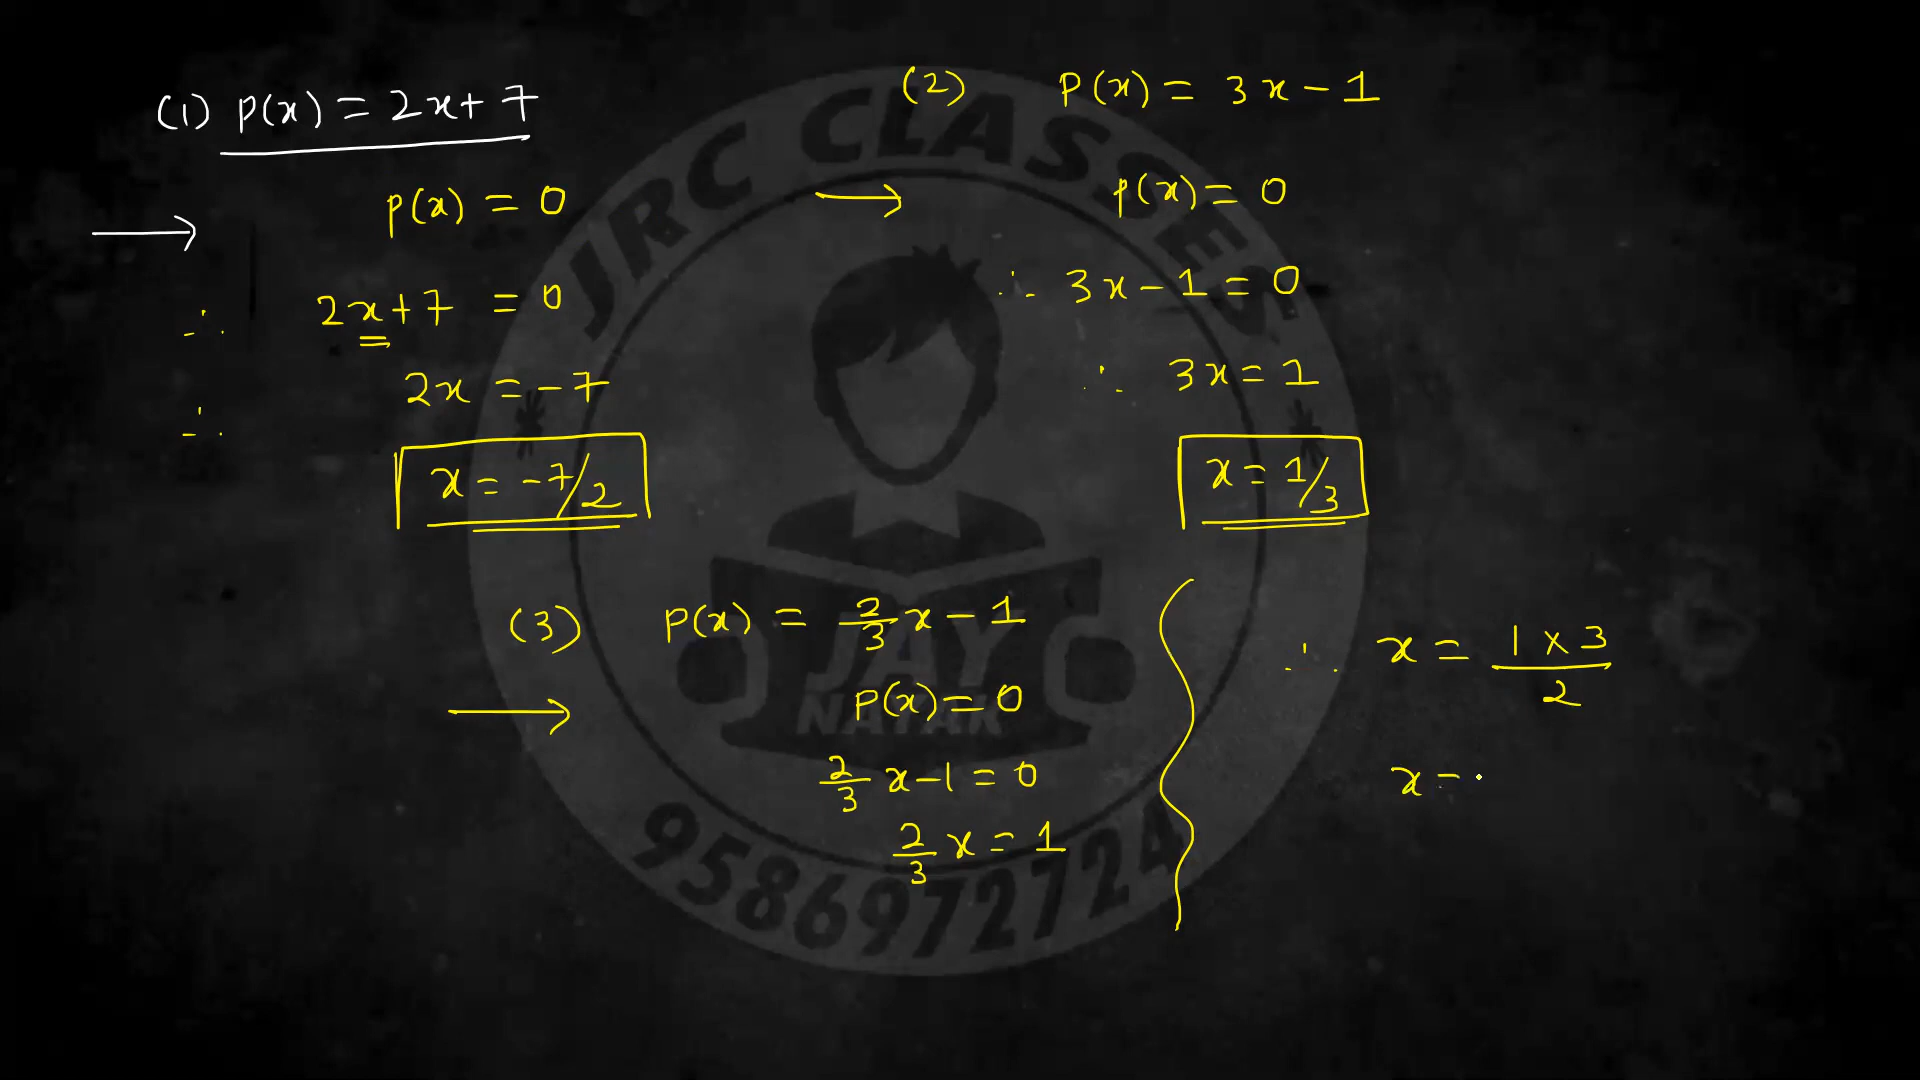 (1) p(x) = 2x+7
p(x) = 0
∴ 2x+7 = 0
∴ 2x = -7
x = -7/2
(2) P(x) = 3x-1
p(x) = 0
∴ 3x-1 = 0
∴ 3x = 1
x = 1/3
(3) P(x) = 2/3 x - 1
P(x) = 0
2/3 x-1 = 0
2/3 x = 1
∴ x = 1 x 3 / 2
x =
JRC CLASSES
JAY
NAYAK
9586972724